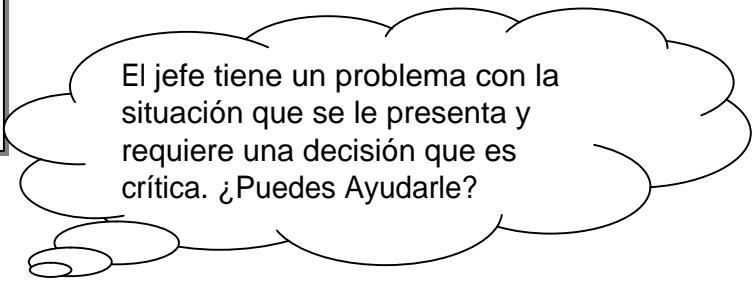 El jefe tiene un problema con la
situación que se le presenta y
requiere una decisión que es
crítica. ¿Puedes Ayudarle?